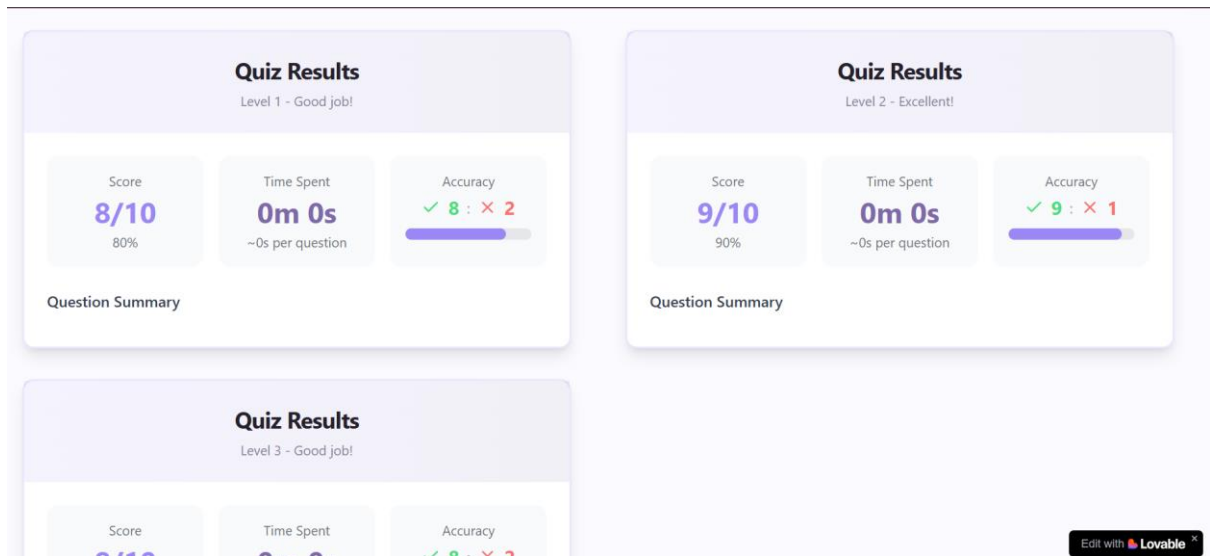 Quiz Results
Level 1 - Good job!
Score
8/10
80%
Time Spent
0m 0s
~0s per question
Accuracy
✓ 8 : ✕ 2
Question Summary
Quiz Results
Level 2 - Excellent!
Score
9/10
90%
Time Spent
0m 0s
~0s per question
Accuracy
✓ 9 : ✕ 1
Question Summary
Quiz Results
Level 3 - Good job!
Score
Time Spent
Accuracy
Edit with Lovable ×